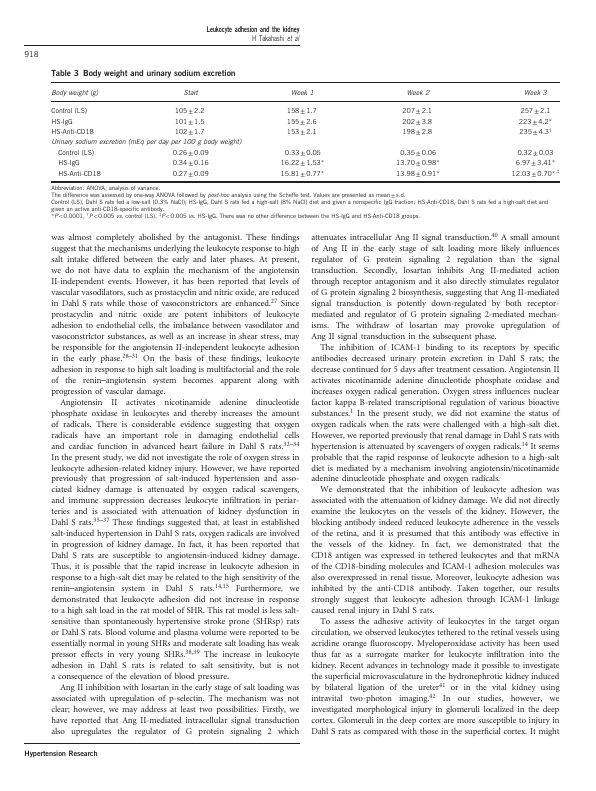 Leukocyte adhesion and the kidney
H Takahashi et al
918
Table 3 Body weight and urinary sodium excretion
Body weight (g) Start Week 1 Week 2 Week 3
Control (LS) 105±2.2 158±1.7 207±2.1 257±2.1
HS-IgG 101±1.5 155±2.6 202±3.8 223±4.2*
HS-Anti-CD18 102±1.7 153±2.1 198±2.8 235±4.3†
Urinary sodium excretion (mEq per day per 100 g body weight)
Control (LS) 0.26±0.09 0.33±0.05 0.35±0.06 0.32±0.03
HS-IgG 0.34±0.16 16.22±1.53* 13.70±0.98* 6.97±3.41*
HS-Anti-CD18 0.27±0.09 15.81±0.77* 13.98±0.91* 12.03±0.70*,‡
Abbreviation: ANOVA, analysis of variance.
The difference was assessed by one-way ANOVA followed by post-hoc analysis using the Scheffe test. Values are presented as mean±s.d.
Control (LS), Dahl S rats fed a low-salt (0.3% NaCl); HS-IgG, Dahl S rats fed a high-salt (8% NaCl) diet and given a nonspecific IgG fraction; HS-Anti-CD18, Dahl S rats fed a high-salt diet and
given an active anti-CD18-specific antibody.
*P<0.0001, †P<0.005 vs. control (LS), ‡P<0.005 vs. HS-IgG. There was no other difference between the HS-IgG and HS-Anti-CD18 groups.
was almost completely abolished by the antagonist. These findings
suggest that the mechanisms underlying the leukocyte response to high
salt intake differed between the early and later phases. At present,
we do not have data to explain the mechanism of the angiotensin
II-independent events. However, it has been reported that levels of
vascular vasodilators, such as prostacyclin and nitric oxide, are reduced
in Dahl S rats while those of vasoconstrictors are enhanced.27 Since
prostacyclin and nitric oxide are potent inhibitors of leukocyte
adhesion to endothelial cells, the imbalance between vasodilator and
vasoconstrictor substances, as well as an increase in shear stress, may
be responsible for the angiotensin II-independent leukocyte adhesion
in the early phase.28–31 On the basis of these findings, leukocyte
adhesion in response to high salt loading is multifactorial and the role
of the renin–angiotensin system becomes apparent along with
progression of vascular damage.
Angiotensin II activates nicotinamide adenine dinucleotide
phosphate oxidase in leukocytes and thereby increases the amount
of radicals. There is considerable evidence suggesting that oxygen
radicals have an important role in damaging endothelial cells
and cardiac function in advanced heart failure in Dahl S rats.32–34
In the present study, we did not investigate the role of oxygen stress in
leukocyte adhesion-related kidney injury. However, we have reported
previously that progression of salt-induced hypertension and asso-
ciated kidney damage is attenuated by oxygen radical scavengers,
and immune suppression decreases leukocyte infiltration in periar-
teries and is associated with attenuation of kidney dysfunction in
Dahl S rats.35–37 These findings suggested that, at least in established
salt-induced hypertension in Dahl S rats, oxygen radicals are involved
in progression of kidney damage. In fact, it has been reported that
Dahl S rats are susceptible to angiotensin-induced kidney damage.
Thus, it is possible that the rapid increase in leukocyte adhesion in
response to a high-salt diet may be related to the high sensitivity of the
renin–angiotensin system in Dahl S rats.14,15 Furthermore, we
demonstrated that leukocyte adhesion did not increase in response
to a high salt load in the rat model of SHR. This rat model is less salt-
sensitive than spontaneously hypertensive stroke prone (SHRsp) rats
or Dahl S rats. Blood volume and plasma volume were reported to be
essentially normal in young SHRs and moderate salt loading has weak
pressor effects in very young SHRs.38,39 The increase in leukocyte
adhesion in Dahl S rats is related to salt sensitivity, but is not
a consequence of the elevation of blood pressure.
Ang II inhibition with losartan in the early stage of salt loading was
associated with upregulation of p-selectin. The mechanism was not
clear; however, we may address at least two possibilities. Firstly, we
have reported that Ang II-mediated intracellular signal transduction
also upregulates the regulator of G protein signaling 2 which
attenuates intracellular Ang II signal transduction.40 A small amount
of Ang II in the early stage of salt loading more likely influences
regulator of G protein signaling 2 regulation than the signal
transduction. Secondly, losartan inhibits Ang II-mediated action
through receptor antagonism and it also directly stimulates regulator
of G protein signaling 2 biosynthesis, suggesting that Ang II-mediated
signal transduction is potently down-regulated by both receptor-
mediated and regulator of G protein signaling 2-mediated mechan-
isms. The withdraw of losartan may provoke upregulation of
Ang II signal transduction in the subsequent phase.
The inhibition of ICAM-1 binding to its receptors by specific
antibodies decreased urinary protein excretion in Dahl S rats; the
decrease continued for 5 days after treatment cessation. Angiotensin II
activates nicotinamide adenine dinucleotide phosphate oxidase and
increases oxygen radical generation. Oxygen stress influences nuclear
factor kappa B-related transcriptional regulation of various bioactive
substances.1 In the present study, we did not examine the status of
oxygen radicals when the rats were challenged with a high-salt diet.
However, we reported previously that renal damage in Dahl S rats with
hypertension is attenuated by scavengers of oxygen radicals.14 It seems
probable that the rapid response of leukocyte adhesion to a high-salt
diet is mediated by a mechanism involving angiotensin/nicotinamide
adenine dinucleotide phosphate and oxygen radicals.
We demonstrated that the inhibition of leukocyte adhesion was
associated with the attenuation of kidney damage. We did not directly
examine the leukocytes on the vessels of the kidney. However, the
blocking antibody indeed reduced leukocyte adherence in the vessels
of the retina, and it is presumed that this antibody was effective in
the vessels of the kidney. In fact, we demonstrated that the
CD18 antigen was expressed in tethered leukocytes and that mRNA
of the CD18-binding molecules and ICAM-1 adhesion molecules was
also overexpressed in renal tissue. Moreover, leukocyte adhesion was
inhibited by the anti-CD18 antibody. Taken together, our results
strongly suggest that leukocyte adhesion through ICAM-1 linkage
caused renal injury in Dahl S rats.
To assess the adhesive activity of leukocytes in the target organ
circulation, we observed leukocytes tethered to the retinal vessels using
acridine orange fluoroscopy. Myeloperoxidase activity has been used
thus far as a surrogate marker for leukocyte infiltration into the
kidney. Recent advances in technology made it possible to investigate
the superficial microvasculature in the hydronephrotic kidney induced
by bilateral ligation of the ureter41 or in the vital kidney using
intravital two-photon imaging.42 In our studies, however, we
investigated morphological injury in glomeruli localized in the deep
cortex. Glomeruli in the deep cortex are more susceptible to injury in
Dahl S rats as compared with those in the superficial cortex. It might
Hypertension Research